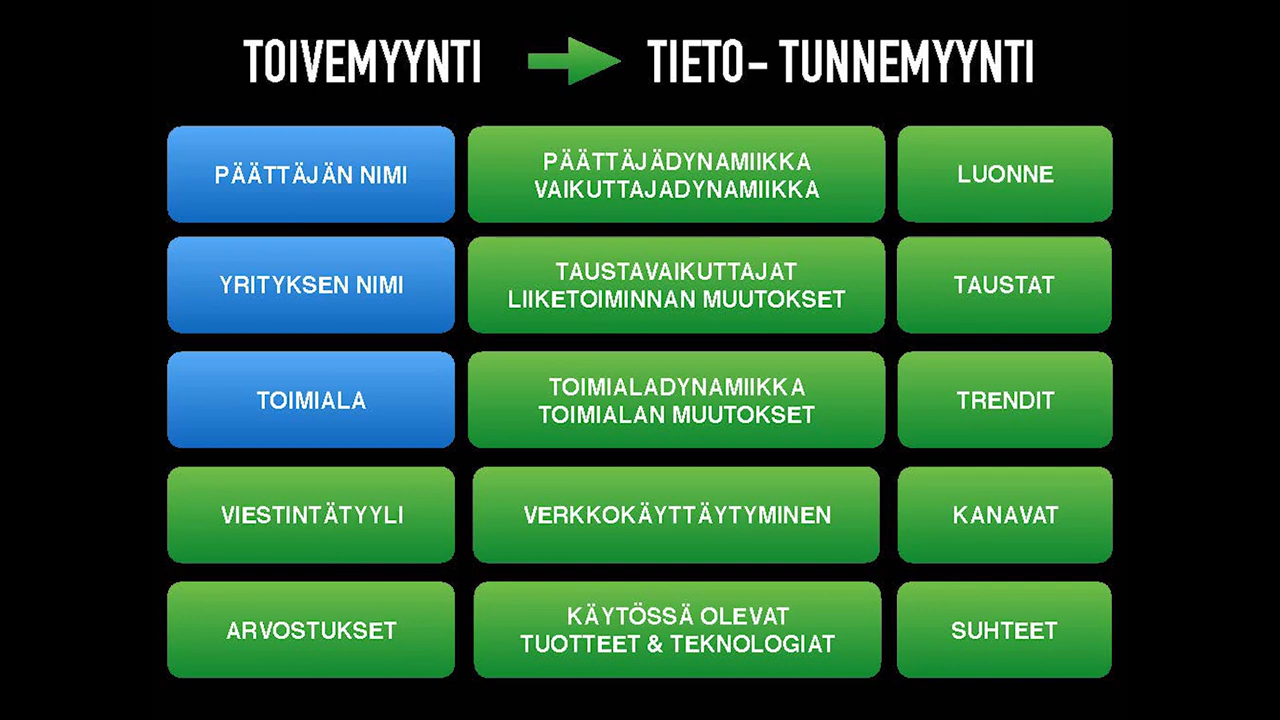 TOIVEMYYNTI TIETO- TUNNEMYYNTI
PÄÄTTÄJÄN NIMI
PÄÄTTÄJÄDYNAMIIKKA
VAIKUTTAJADYNAMIIKKA
LUONNE
YRITYKSEN NIMI
TAUSTAVAIKUTTAJAT
LIIKETOIMINNAN MUUTOKSET
TAUSTAT
TOIMIALA
TOIMIALADYNAMIIKKA
TOIMIALAN MUUTOKSET
TRENDIT
VIESTINTÄTYYLI
VERKKOKÄYTTÄYTYMINEN
KANAVAT
ARVOSTUKSET
KÄYTÖSSÄ OLEVAT
TUOTTEET & TEKNOLOGIAT
SUHTEET